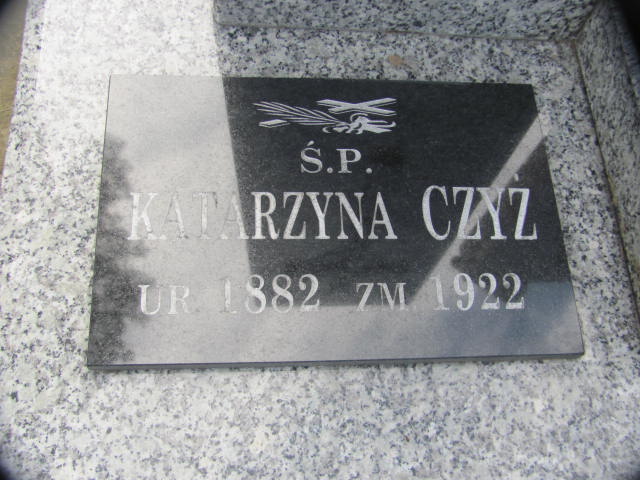 Ś.P.
KATARZYNA CZYŻ
UR. 1882 ZM. 1922